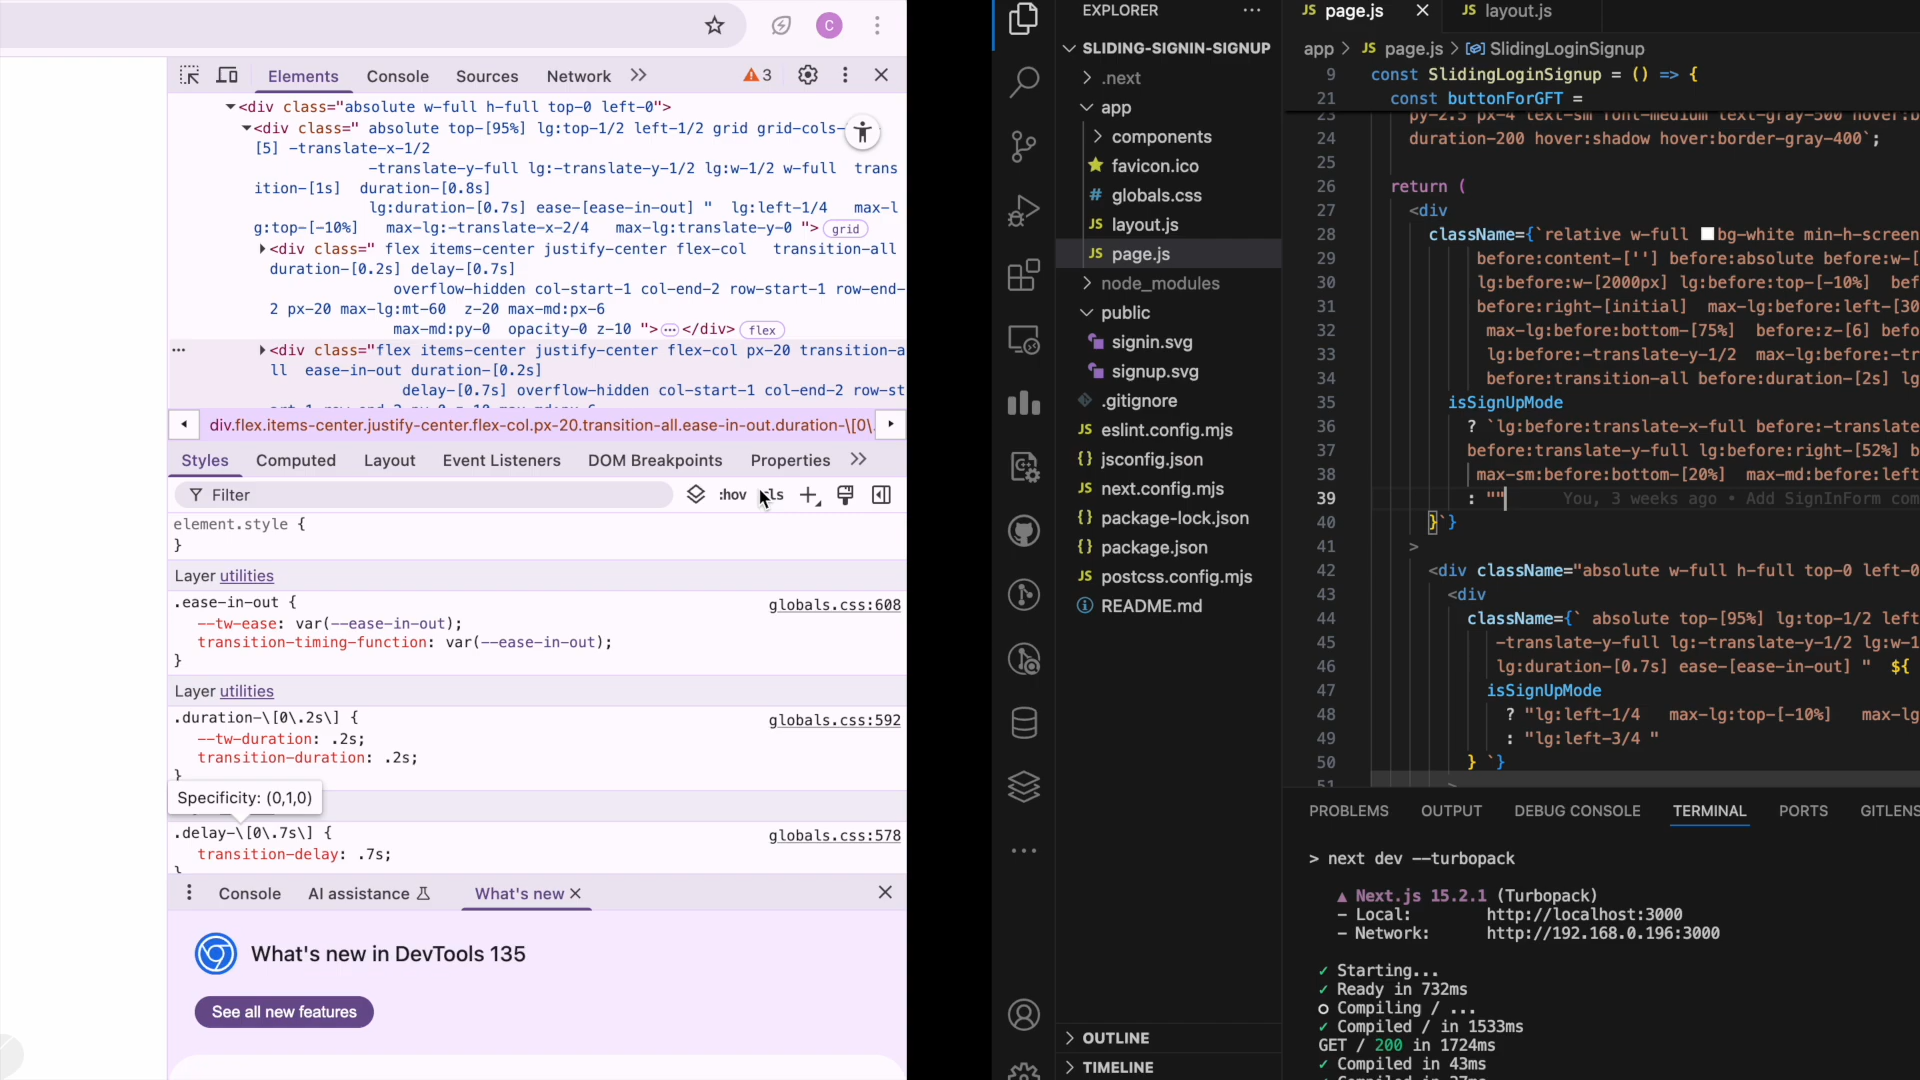 C
Elements
Console
Sources
Network
3
<div class="absolute w-full h-full top-0 left-0">
<div class=" absolute top-[95%] lg:top-1/2 left-1/2 grid grid-cols-
[5] -translate-x-1/2
-translate-y-full lg:-translate-y-1/2 lg:w-1/2 w-full  trans
ition-[1s]  duration-[0.8s]
lg:duration-[0.7s] ease-[ease-in-out] "  lg:left-1/4  max-l
g:top-[-10%]   max-lg:-translate-x-2/4   max-lg:translate-y-0 "> grid
<div class=" flex items-center justify-center flex-col   transition-all
duration-[0.2s] delay-[0.7s]
overflow-hidden col-start-1 col-end-2 row-start-1 row-end-
2 px-20 max-lg:mt-60  z-20 max-md:px-6
max-md:py-0  opacity-0 z-10 "> ⋯ </div> flex
⋯ <div class="flex items-center justify-center flex-col px-20 transition-a
ll  ease-in-out duration-[0.2s]
delay-[0.7s] overflow-hidden col-start-1 col-end-2 row-st
div.flex.items-center.justify-center.flex-col.px-20.transition-all.ease-in-out.duration-\[0\.
Styles
Computed
Layout
Event Listeners
DOM Breakpoints
Properties
Filter
:hov
element.style {
}
Layer utilities
.ease-in-out {
globals.css:608
--tw-ease: var(--ease-in-out);
transition-timing-function: var(--ease-in-out);
}
Layer utilities
.duration-\[0\.2s\] {
globals.css:592
--tw-duration: .2s;
transition-duration: .2s;
}
Specificity: (0,1,0)
.delay-\[0\.7s\] {
globals.css:578
transition-delay: .7s;
}
Console
AI assistance
What's new
What's new in DevTools 135
See all new features
EXPLORER
SLIDING-SIGNIN-SIGNUP
.next
app
components
favicon.ico
# globals.css
JS layout.js
JS page.js
node_modules
public
signin.svg
signup.svg
.gitignore
JS eslint.config.mjs
{} jsconfig.json
JS next.config.mjs
{} package-lock.json
{} package.json
JS postcss.config.mjs
README.md
OUTLINE
TIMELINE
JS page.js
JS layout.js
app > JS page.js > SlidingLoginSignup
9 const SlidingLoginSignup = () => {
21 const buttonForGFT =
23 py-2.5 px-4 text-sm font-medium text-gray-500 hover:b
24 duration-200 hover:shadow hover:border-gray-400`;
25
26 return (
27 <div
28 className={`relative w-full bg-white min-h-screen
29 before:content-[''] before:absolute before:w-[
30 lg:before:w-[2000px] lg:before:top-[-10%]  bef
31 before:right-[initial]  max-lg:before:left-[30
32 max-lg:before:bottom-[75%]  before:z-[6] befo
33 lg:before:-translate-y-1/2  max-lg:before:-tr
34 before:transition-all before:duration-[2s] lg
35 isSignUpMode
36 ? `lg:before:translate-x-full before:-translate
37 before:translate-y-full lg:before:right-[52%] b
38 max-sm:before:bottom-[20%]  max-md:before:left
39 : "" You, 3 weeks ago • Add SignInForm com
40 }`}
41 >
42 <div className="absolute w-full h-full top-0 left-0
43 <div
44 className={` absolute top-[95%] lg:top-1/2 left
45 -translate-y-full lg:-translate-y-1/2 lg:w-1
46 lg:duration-[0.7s] ease-[ease-in-out] "  ${
47 isSignUpMode
48 ? "lg:left-1/4   max-lg:top-[-10%]   max-lg
49 : "lg:left-3/4 "
50 } `}
51
PROBLEMS
OUTPUT
DEBUG CONSOLE
TERMINAL
PORTS
GITLENS
> next dev --turbopack
▲ Next.js 15.2.1 (Turbopack)
- Local: http://localhost:3000
- Network: http://192.168.0.196:3000
✓ Starting...
✓ Ready in 732ms
○ Compiling / ...
✓ Compiled / in 1533ms
GET / 200 in 1724ms
✓ Compiled in 43ms